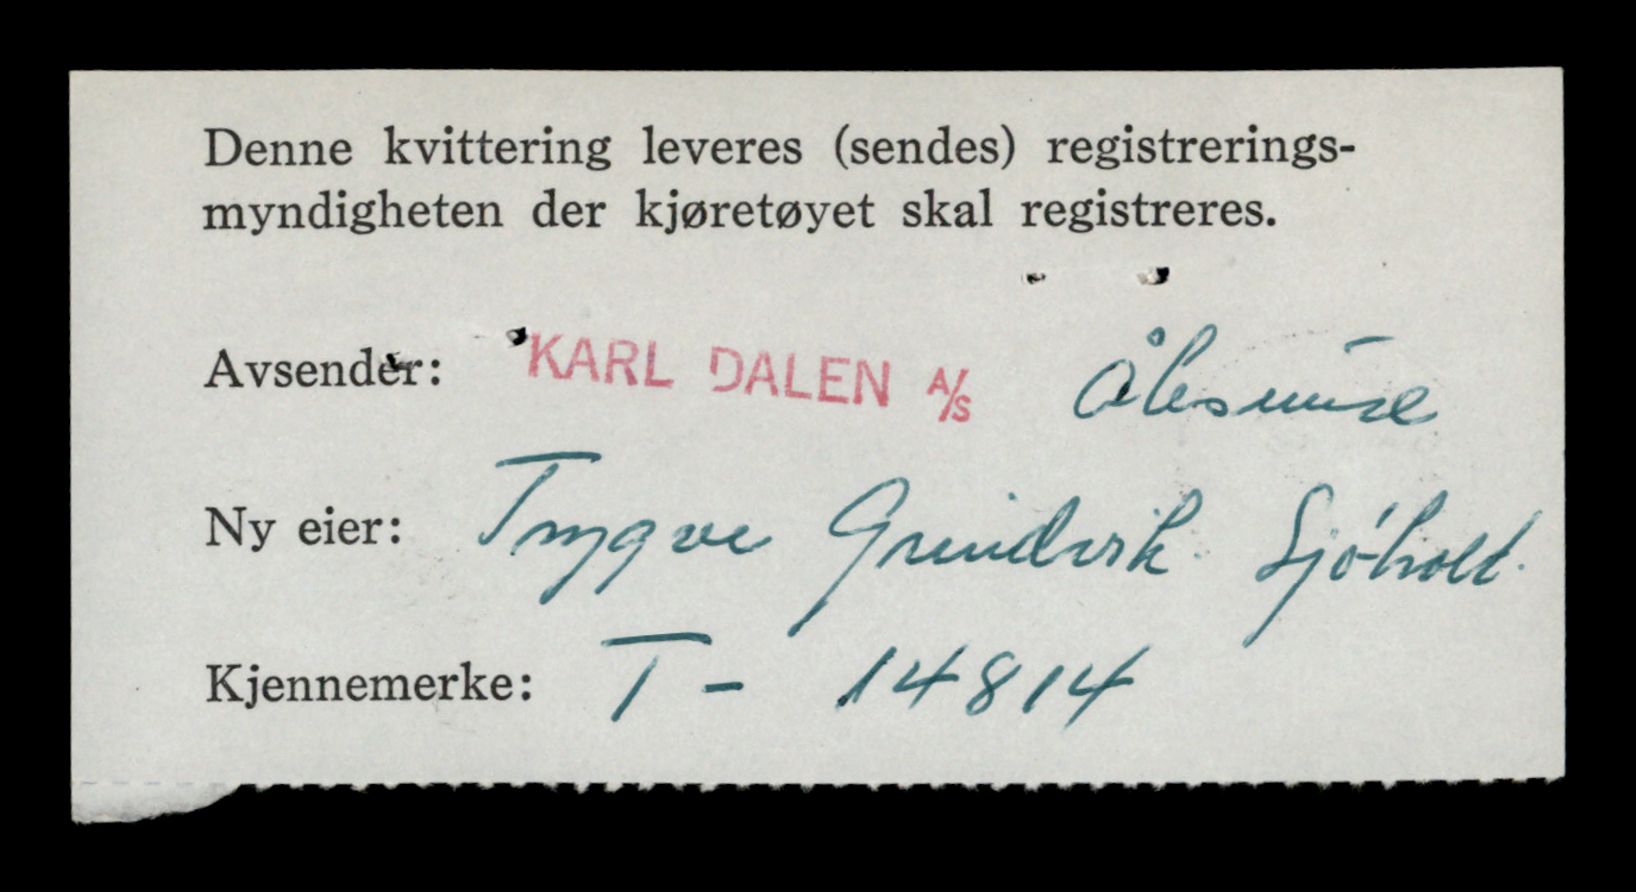 Denne kvittering leveres (sendes) registrerings-
myndigheten der kjøretøyet skal registreres.
Avsender: KARL DALEN A/S Ålesund
Ny eier: Tryggve Grindvik Sjøholt.
Kjennemerke: T - 14814